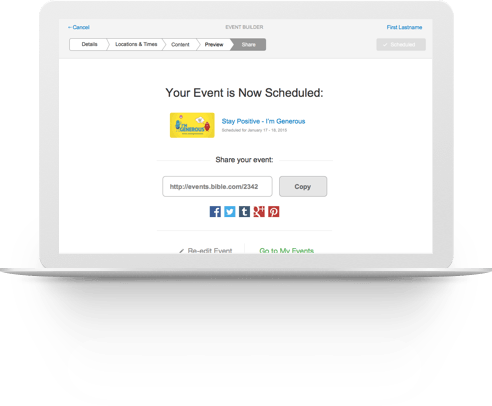 ←Cancel
EVENT BUILDER
First Lastname
Details
Locations & Times
Content
Preview
Share
✓ Scheduled
Your Event is Now Scheduled:
I'M GENEROUS
Stay Positive - I'm Generous
Scheduled for January 17 - 18, 2015
Share your event:
http://events.bible.com/2342
Copy
Re-edit Event
Go to My Events